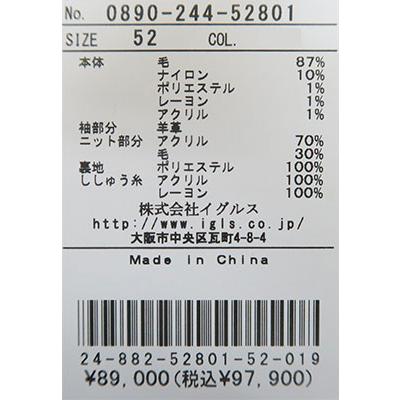 No. 0890-244-52801
SIZE 52 COL.
本体 毛 87%
ナイロン 10%
ポリエステル 1%
レーヨン 1%
アクリル 1%
袖部分 羊革
ニット部分 アクリル 70%
毛 30%
裏地 ポリエステル 100%
ししゅう糸 アクリル 100%
レーヨン 100%
株式会社イグルス
http://www.igls.co.jp/
大阪市中央区瓦町4-8-4
Made in China
24-882-52801-52-019
¥89,000(税込¥97,900)